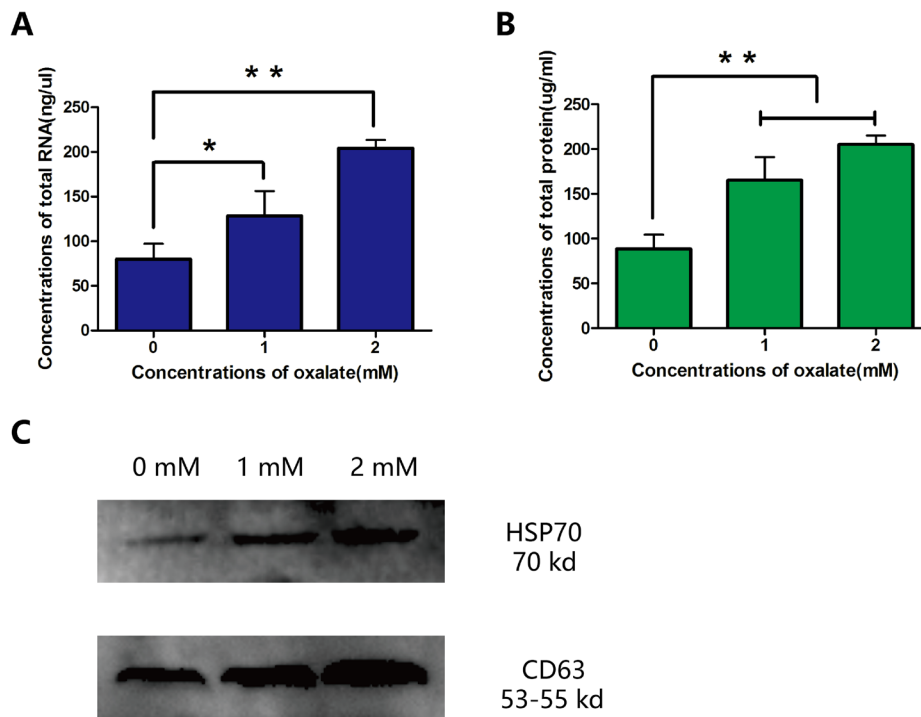 A
Concentrations of total RNA(ng/ul)
* *
*
250
200
150
100
50
0
0 1 2
Concentrations of oxalate(mM)
B
Concentrations of total protein(ug/ml)
* *
250
200
150
100
50
0
0 1 2
Concentrations of oxalate(mM)
C
0 mM 1 mM 2 mM
HSP70
70 kd
CD63
53-55 kd